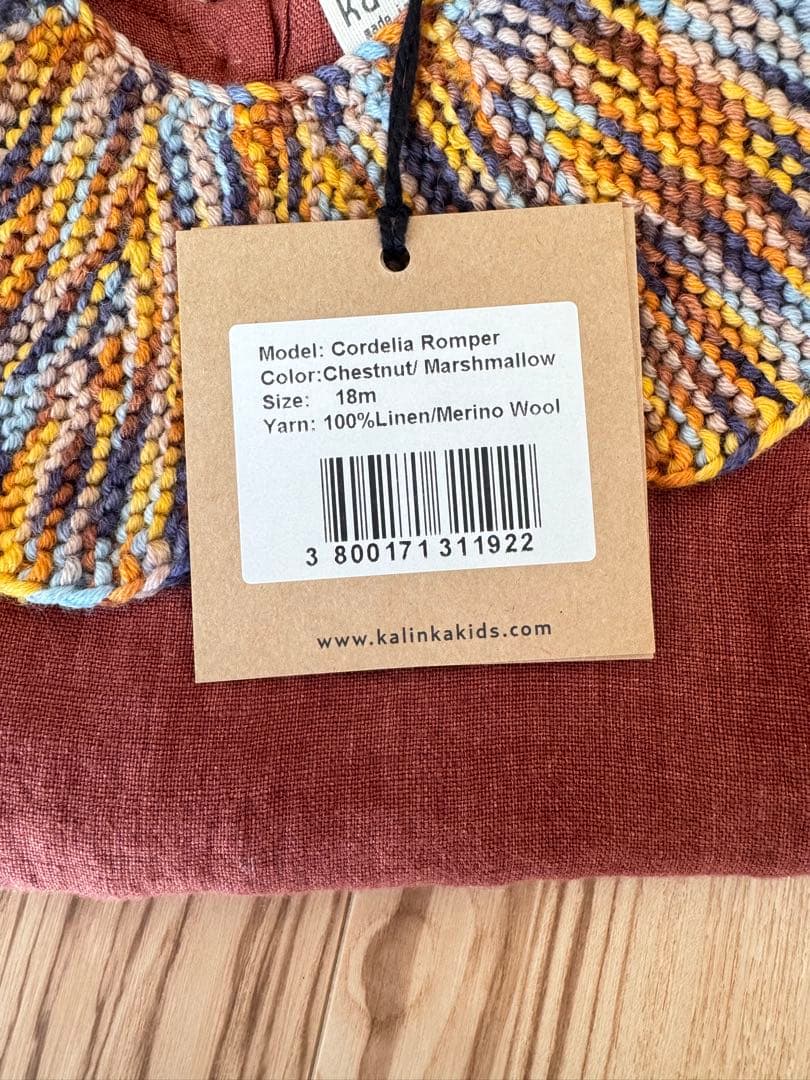 made
Model: Cordelia Romper
Color:Chestnut/ Marshmallow
Size: 18m
Yarn: 100%Linen/Merino Wool
3 800171 311922
www.kalinkakids.com